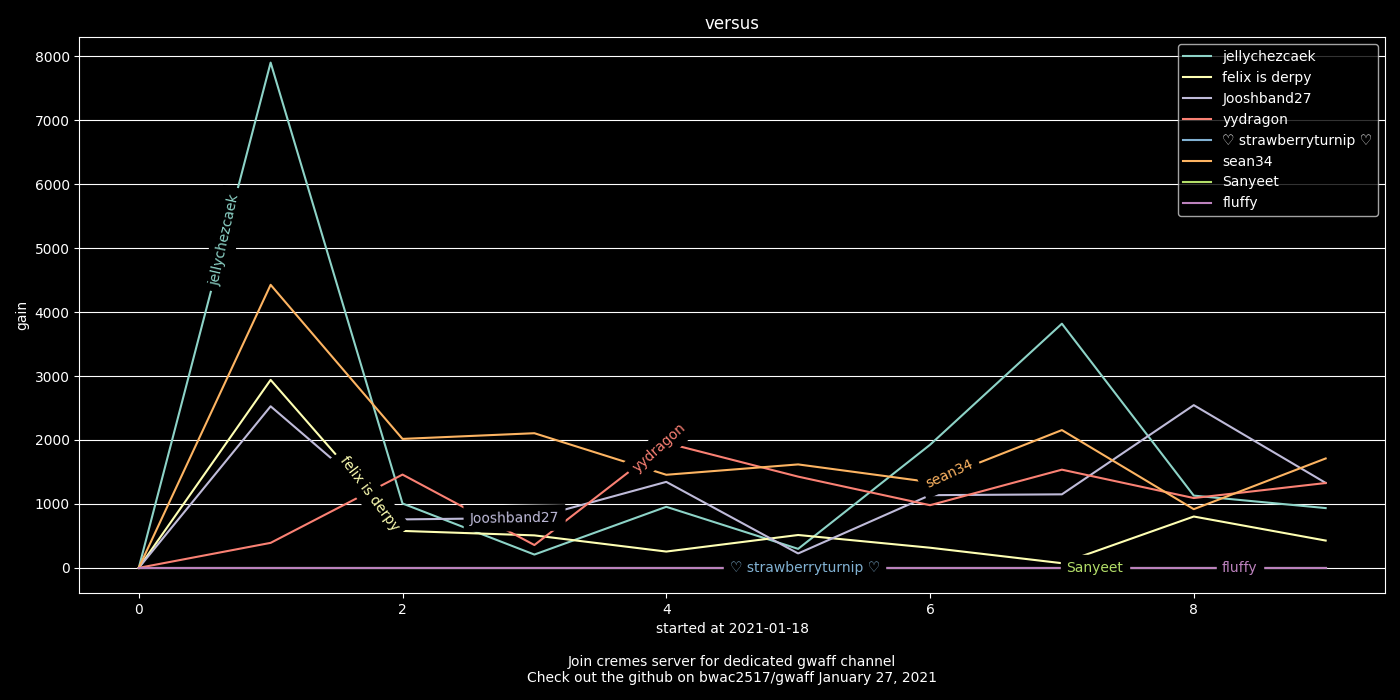 versus
8000
7000
6000
5000
4000
3000
2000
1000
0
gain
jellychezcaek
felix is derpy
Jooshband27
yydragon
♡ strawberryturnip ♡
sean34
Sanyeet
fluffy
jellychezcaek
felix is derpy
Jooshband27
yydragon
♡ strawberryturnip ♡
sean34
Sanyeet
fluffy
0 2 4 6 8
started at 2021-01-18
Join cremes server for dedicated gwaff channel
Check out the github on bwac2517/gwaff January 27, 2021